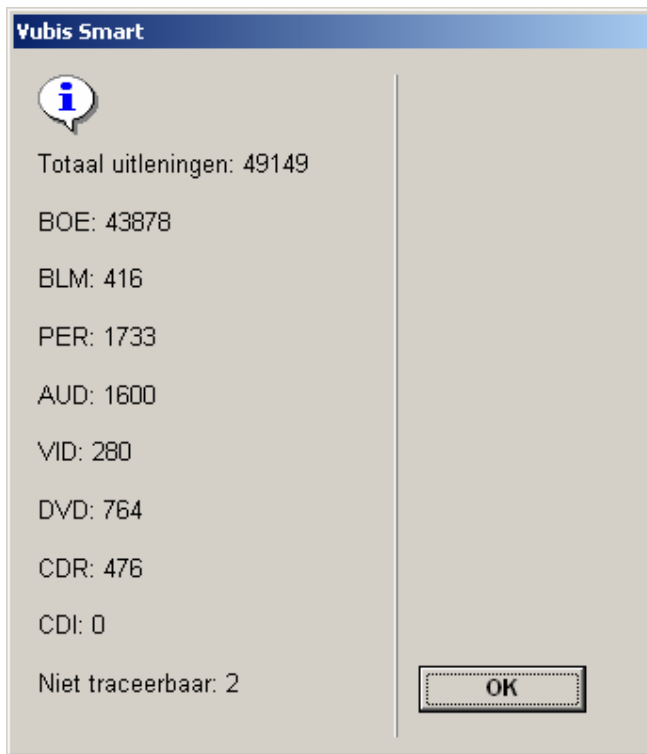 Vubis Smart
Totaal uitleningen: 49149
BOE: 43878
BLM: 416
PER: 1733
AUD: 1600
VID: 280
DVD: 764
CDR: 476
CDI: 0
Niet traceerbaar: 2
OK